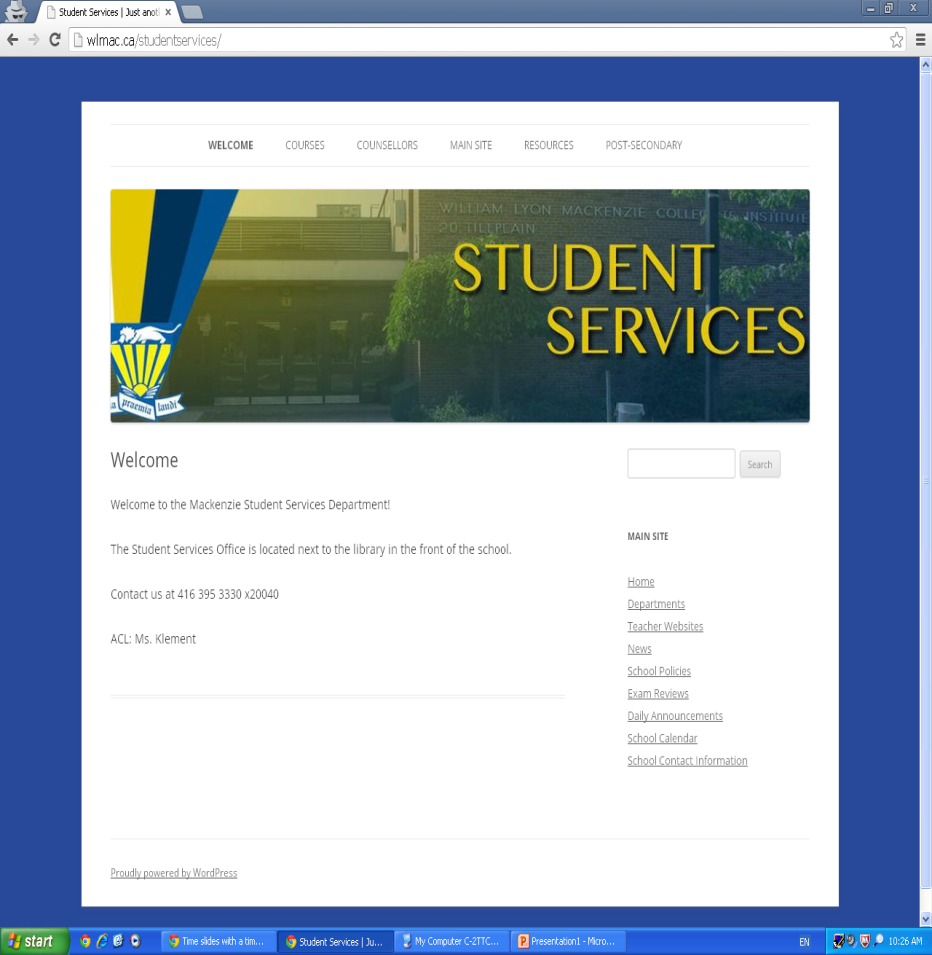 Student Services | Just anotl
wlmac.ca/studentservices/
WELCOME COURSES COUNSELLORS MAIN SITE RESOURCES POST-SECONDARY
WILLIAM LYON MACKENZIE COLLEG TE INSTITUTE
20 TILLPLAIN
STUDENT
SERVICES
praemia laudi
Welcome
Search
Welcome to the Mackenzie Student Services Department!
The Student Services Office is located next to the library in the front of the school.
Contact us at 416 395 3330 x20040
ACL: Ms. Klement
MAIN SITE
Home
Departments
Teacher Websites
News
School Policies
Exam Reviews
Daily Announcements
School Calendar
School Contact Information
Proudly powered by WordPress
start Time slides with a tim... Student Services | Ju... My Computer C-2TTC... Presentation1 - Micro... EN 10:26 AM